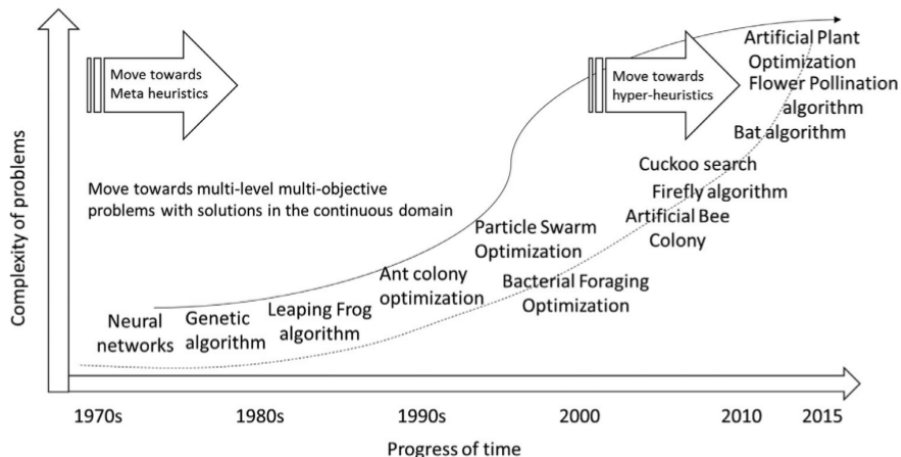 Move towards
Meta heuristics
Move towards
hyper-heuristics
Artificial Plant
Optimization
Flower Pollination
algorithm
Bat algorithm
Cuckoo search
Firefly algorithm
Artificial Bee
Colony
Move towards multi-level multi-objective
problems with solutions in the continuous domain
Particle Swarm
Optimization
Ant colony
optimization
Bacterial Foraging
Optimization
Leaping Frog
algorithm
Genetic
algorithm
Neural
networks
Complexity of problems
1970s
1980s
1990s
2000
2010
2015
Progress of time